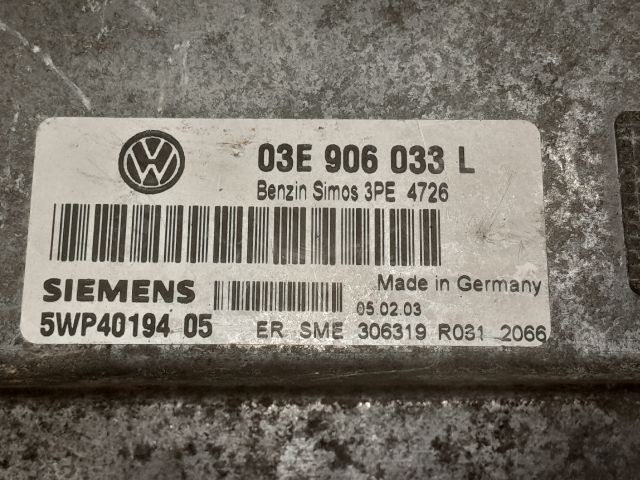 03E 906 033 L
Benzin Simos 3PE 4726
SIEMENS
Made in Germany
05.02.03
5WP40194 05
ER SME 306319 R031 2066